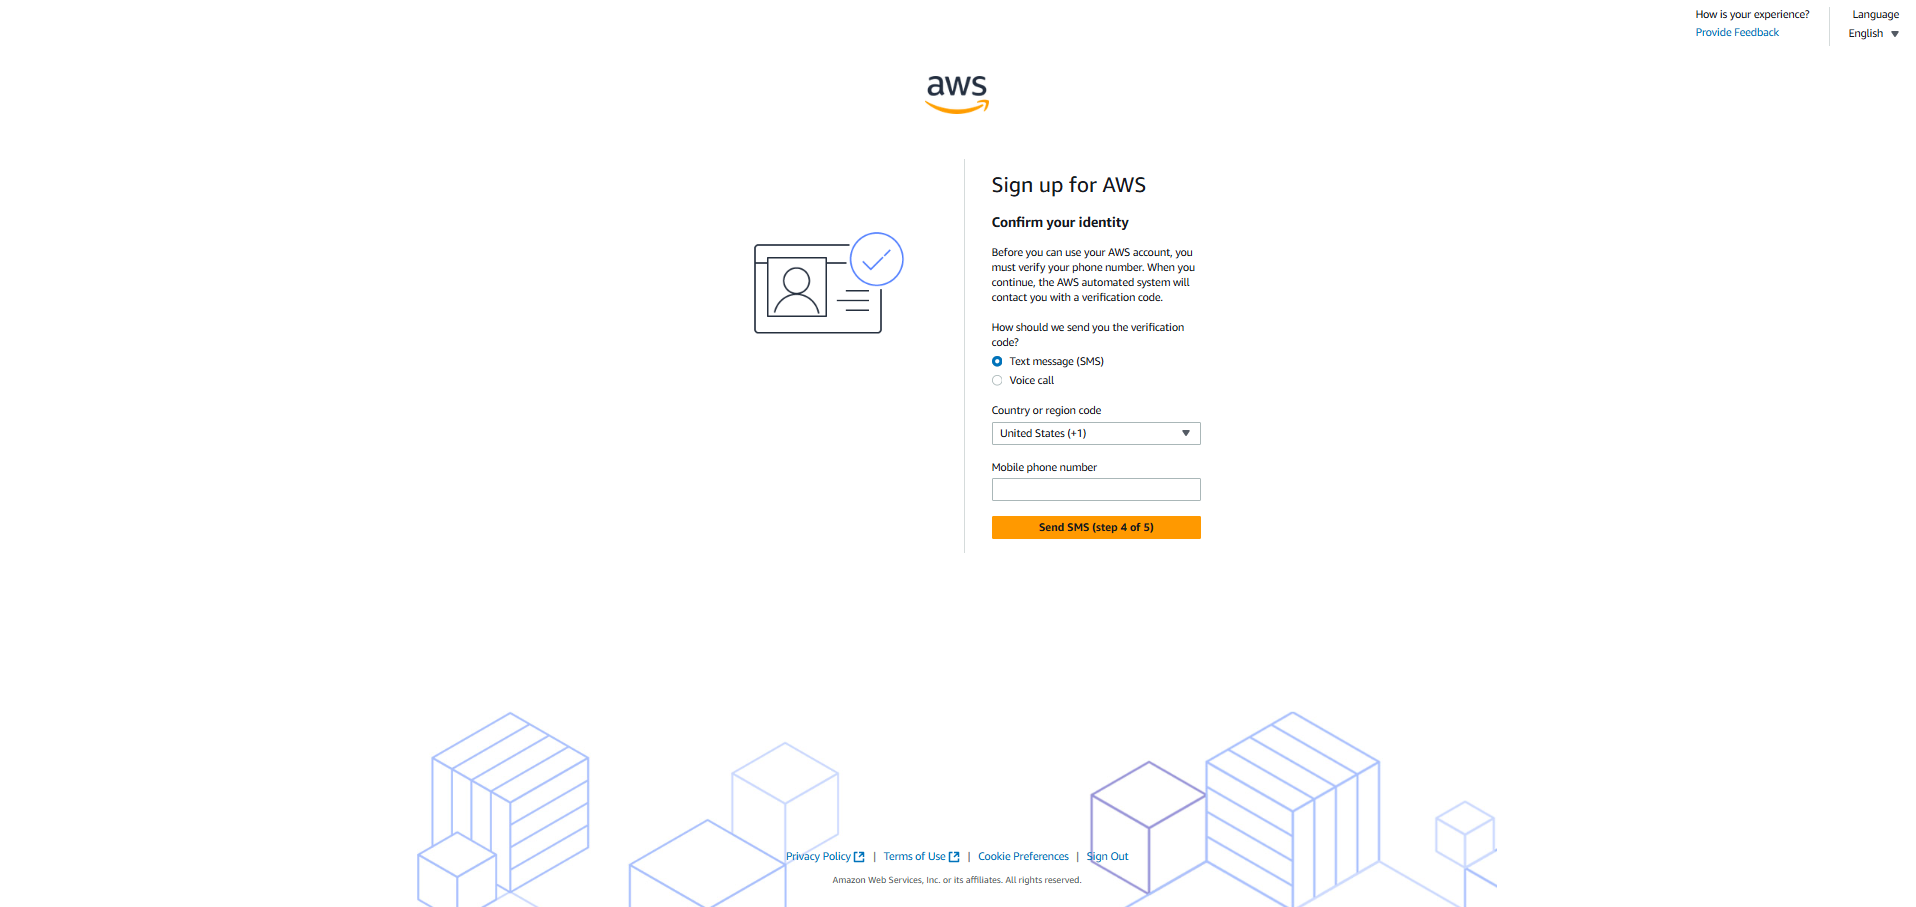 How is your experience?
Provide Feedback
Language
English
aws
Sign up for AWS
Confirm your identity
Before you can use your AWS account, you
must verify your phone number. When you
continue, the AWS automated system will
contact you with a verification code.
How should we send you the verification
code?
Text message (SMS)
Voice call
Country or region code
United States (+1)
Mobile phone number
Send SMS (step 4 of 5)
Privacy Policy | Terms of Use | Cookie Preferences | Sign Out
Amazon Web Services, Inc. or its affiliates. All rights reserved.